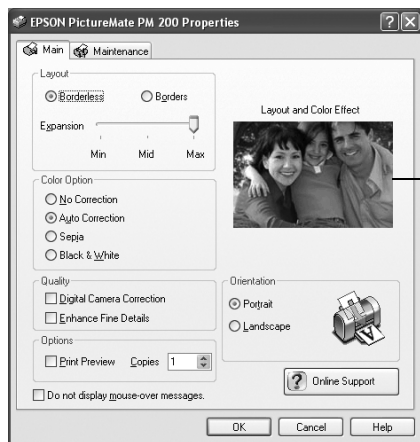 EPSON PictureMate PM 200 Properties
Main Maintenance
Layout
Borderless Borders
Expansion
Min Mid Max
Layout and Color Effect
Color Option
No Correction
Auto Correction
Sepia
Black & White
Quality
Digital Camera Correction
Enhance Fine Details
Orientation
Portrait
Landscape
Options
Print Preview Copies 1
Online Support
Do not display mouse-over messages.
OK Cancel Help